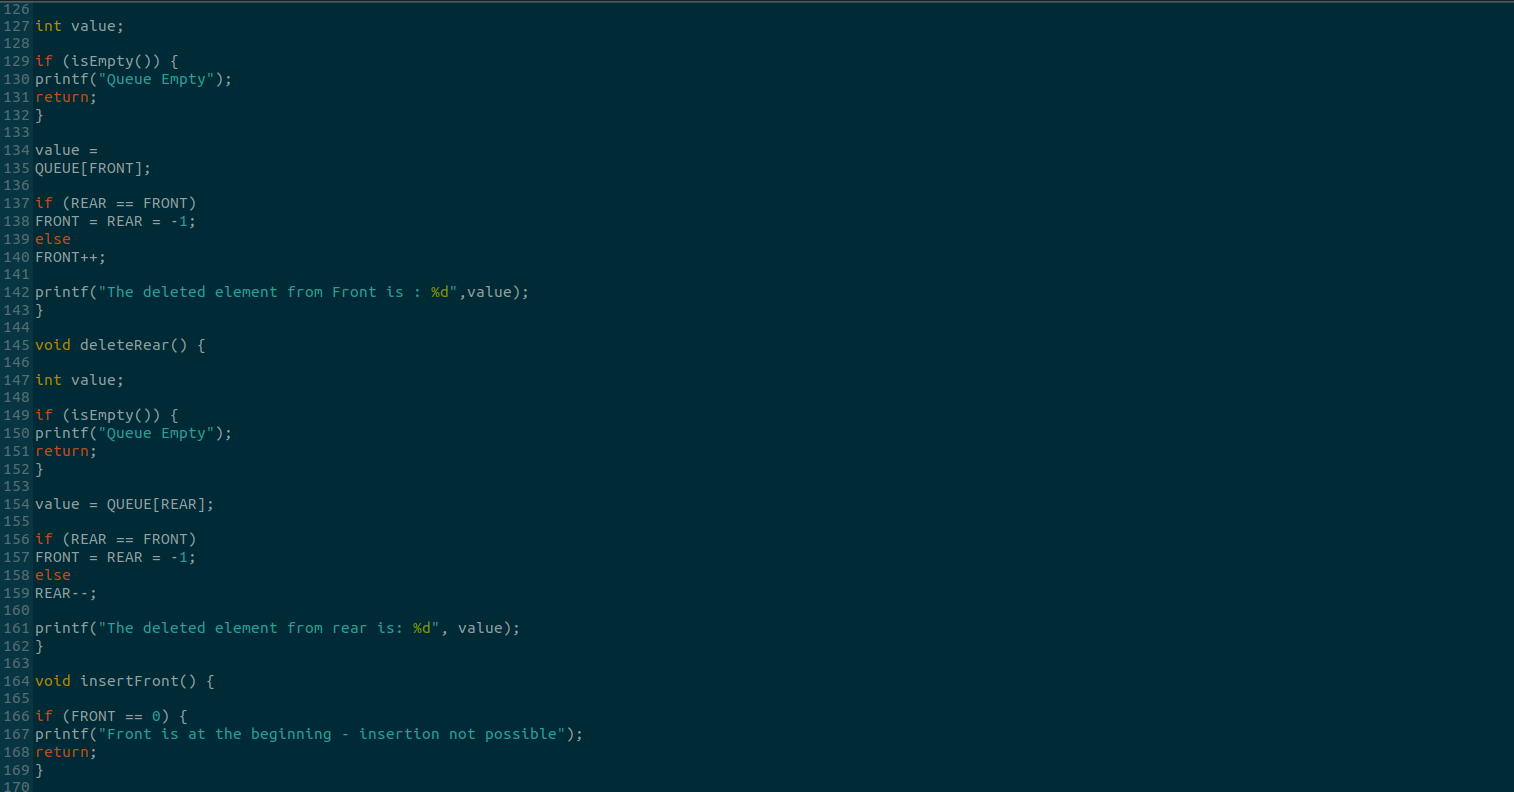 126
127 int value;
128
129 if (isEmpty()) {
130 printf("Queue Empty");
131 return;
132 }
133
134 value =
135 QUEUE[FRONT];
136
137 if (REAR == FRONT)
138 FRONT = REAR = -1;
139 else
140 FRONT++;
141
142 printf("The deleted element from Front is : %d",value);
143 }
144
145 void deleteRear() {
146
147 int value;
148
149 if (isEmpty()) {
150 printf("Queue Empty");
151 return;
152 }
153
154 value = QUEUE[REAR];
155
156 if (REAR == FRONT)
157 FRONT = REAR = -1;
158 else
159 REAR--;
160
161 printf("The deleted element from rear is: %d", value);
162 }
163
164 void insertFront() {
165
166 if (FRONT == 0) {
167 printf("Front is at the beginning - insertion not possible");
168 return;
169 }
170